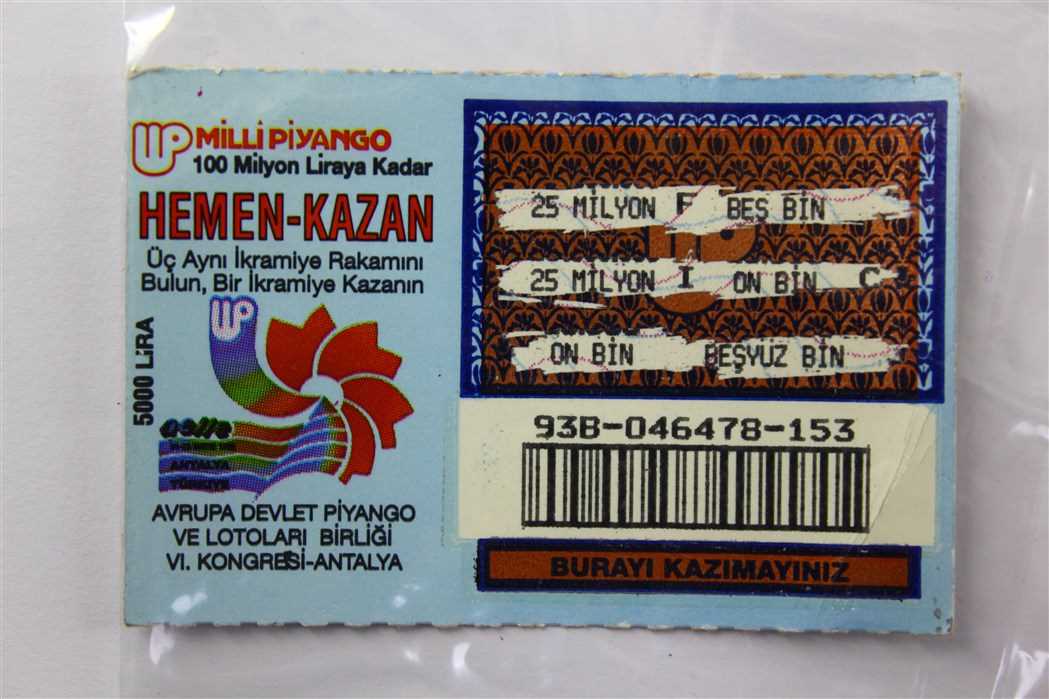 MİLLİ PİYANGO
100 Milyon Liraya Kadar
HEMEN-KAZAN
Üç Aynı İkramiye Rakamını
Bulun, Bir İkramiye Kazanın
5000 LİRA
ANTALYA
TÜRKİYE
AVRUPA DEVLET PİYANGO
VE LOTOLARI BİRLİĞİ
VI. KONGRESİ-ANTALYA
25 MİLYON F BEŞ BİN
25 MİLYON I ON BİN C
ON BİN BEŞYUZ BİN
93B-046478-153
BURAYI KAZIMAYINIZ